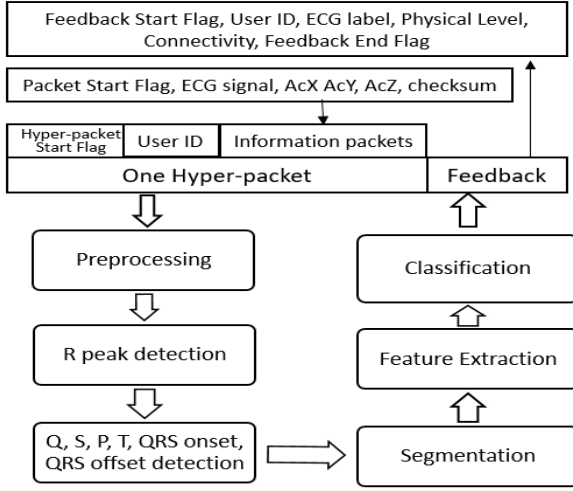 Feedback Start Flag, User ID, ECG label, Physical Level,
Connectivity, Feedback End Flag
Packet Start Flag, ECG signal, AcX AcY, AcZ, checksum
Hyper-packet
Start Flag
User ID
Information packets
One Hyper-packet
Feedback
Preprocessing
Classification
R peak detection
Feature Extraction
Q, S, P, T, QRS onset,
QRS offset detection
Segmentation